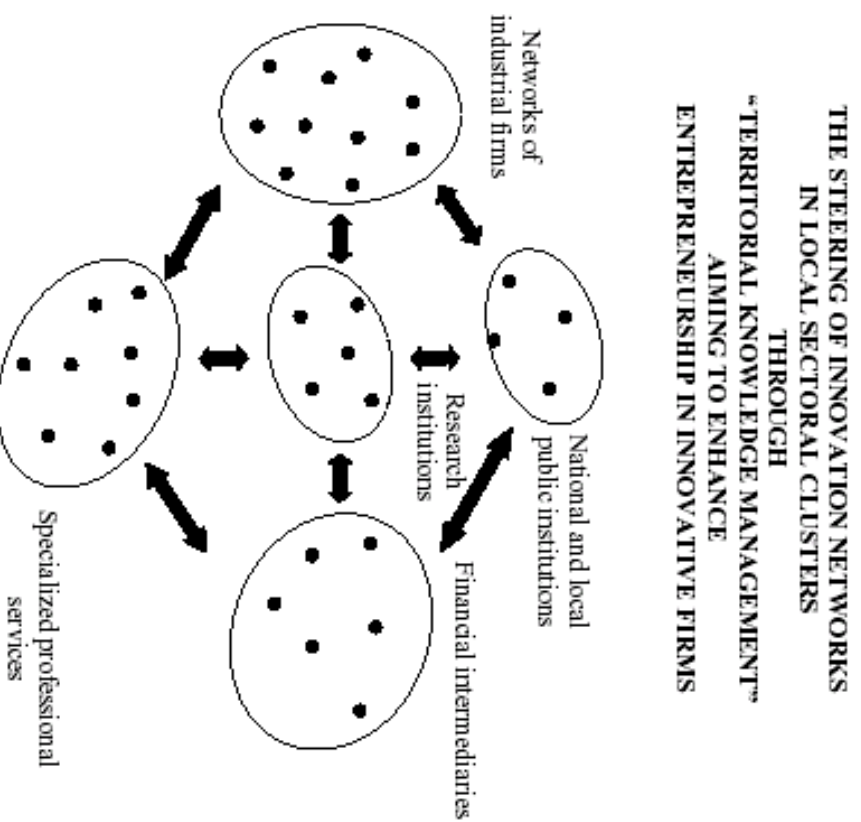 THE STEERING OF INNOVATION NETWORKS
IN LOCAL SECTORAL CLUSTERS
THROUGH
“TERRITORIAL KNOWLEDGE MANAGEMENT”
AIMING TO ENHANCE
ENTREPRENEURSHIP IN INNOVATIVE FIRMS
National and local
public institutions
Networks of
industrial firms
Research
institutions
Financial intermediaries
Specialized professional
services